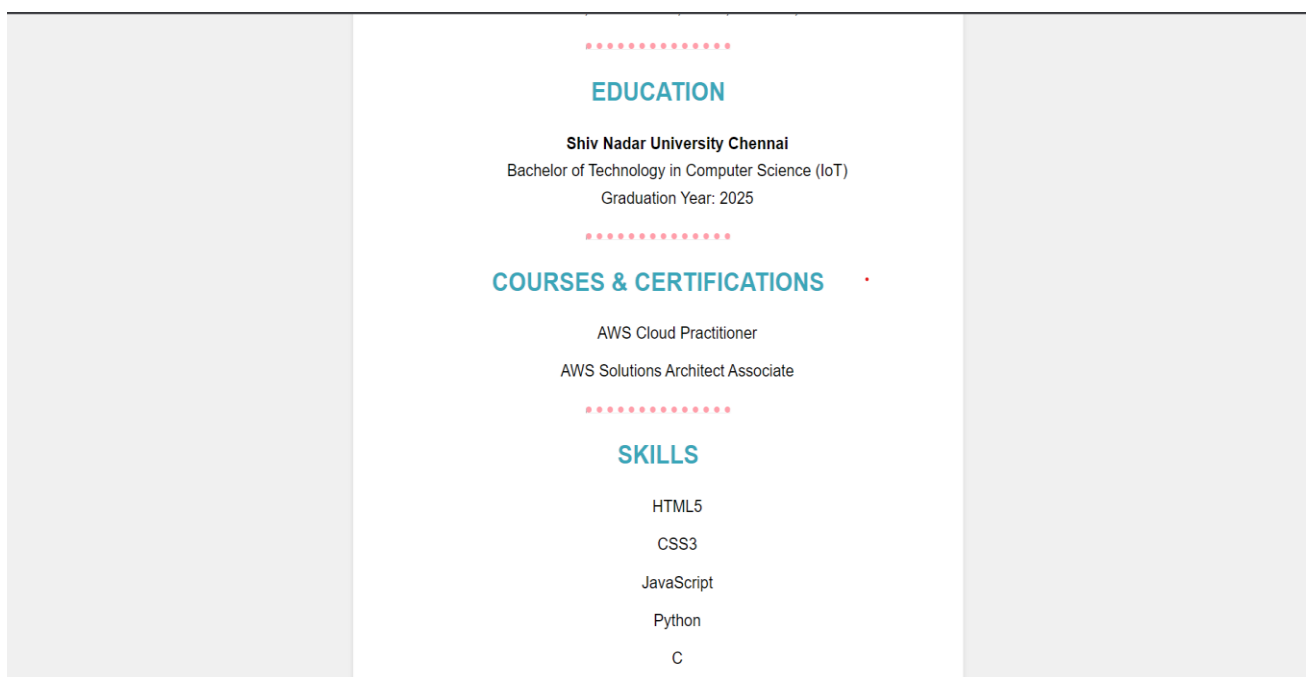 EDUCATION
Shiv Nadar University Chennai
Bachelor of Technology in Computer Science (IoT)
Graduation Year: 2025
COURSES & CERTIFICATIONS
AWS Cloud Practitioner
AWS Solutions Architect Associate
SKILLS
HTML5
CSS3
JavaScript
Python
C